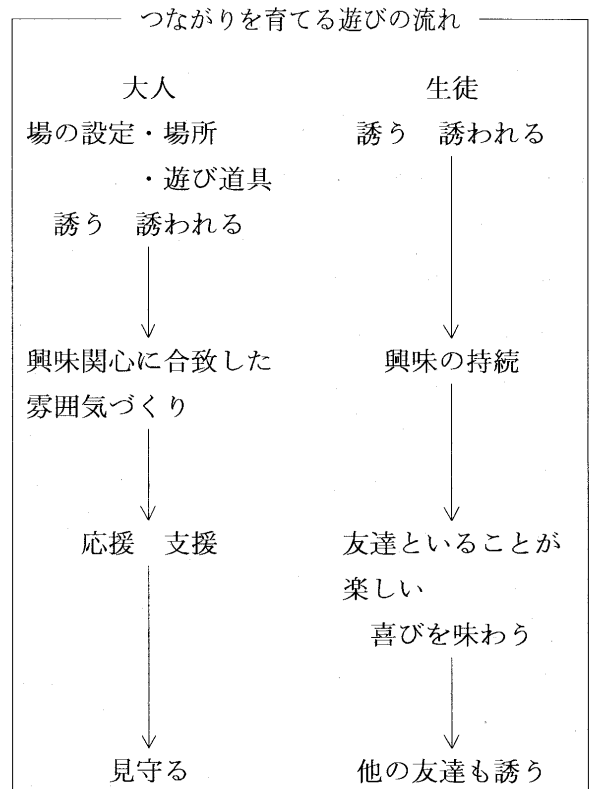 つながりを育てる遊びの流れ
大人
場の設定・場所
・遊び道具
誘う 誘われる
興味関心に合致した
雰囲気づくり
応援 支援
見守る
生徒
誘う 誘われる
興味の持続
友達といることが
楽しい
喜びを味わう
他の友達も誘う